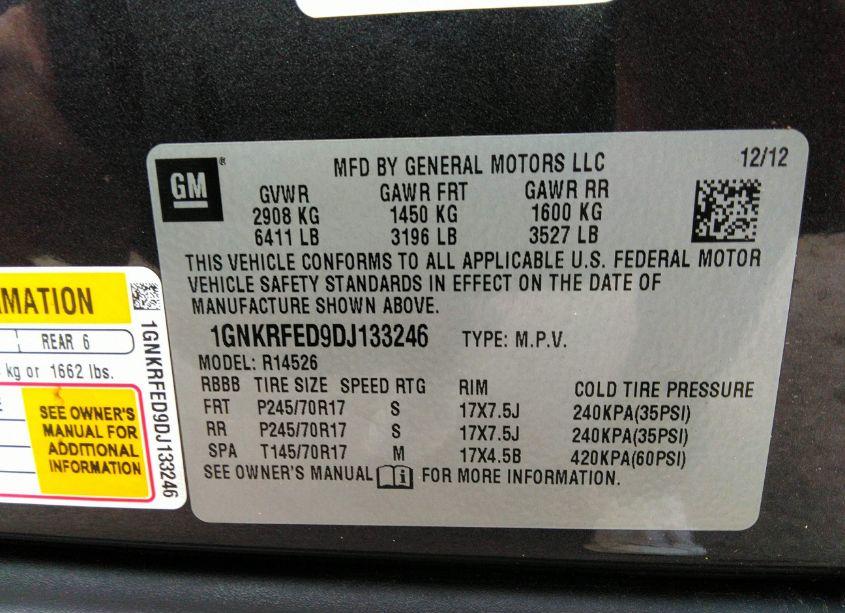 GM
®
MFD BY GENERAL MOTORS LLC 12/12
GVWR GAWR FRT GAWR RR
2908 KG 1450 KG 1600 KG
6411 LB 3196 LB 3527 LB
THIS VEHICLE CONFORMS TO ALL APPLICABLE U.S. FEDERAL MOTOR
VEHICLE SAFETY STANDARDS IN EFFECT ON THE DATE OF
MANUFACTURE SHOWN ABOVE.
1GNKRFED9DJ133246 TYPE: M.P.V.
MODEL: R14526
RBBB TIRE SIZE SPEED RTG RIM COLD TIRE PRESSURE
FRT P245/70R17 S 17X7.5J 240KPA(35PSI)
RR P245/70R17 S 17X7.5J 240KPA(35PSI)
SPA T145/70R17 M 17X4.5B 420KPA(60PSI)
SEE OWNER'S MANUAL FOR MORE INFORMATION.
MATION
REAR 6
kg or 1662 lbs.
SEE OWNER'S
MANUAL FOR
ADDITIONAL
INFORMATION
1GNKRFED9DJ133246